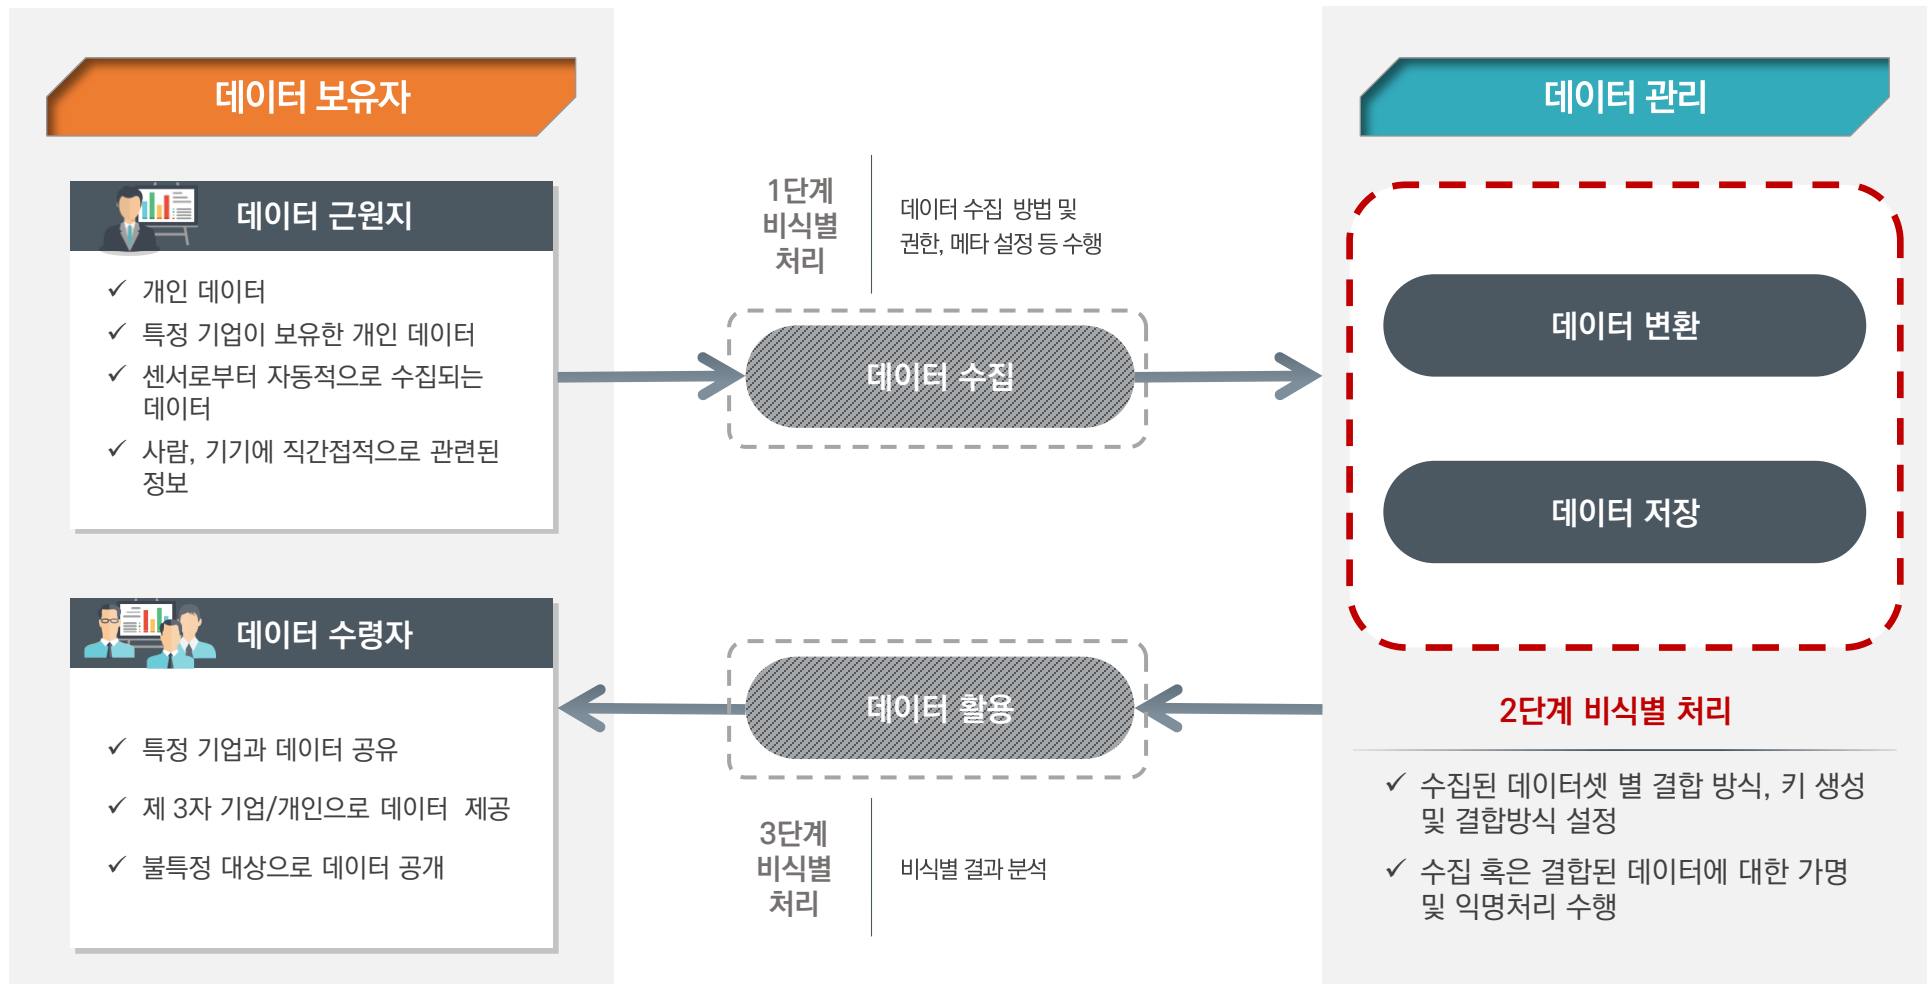 데이터 보유자
데이터 근원지
✓ 개인 데이터
✓ 특정 기업이 보유한 개인 데이터
✓ 센서로부터 자동적으로 수집되는
데이터
✓ 사람, 기기에 직간접적으로 관련된
정보
데이터 수령자
✓ 특정 기업과 데이터 공유
✓ 제 3자 기업/개인으로 데이터 제공
✓ 불특정 대상으로 데이터 공개
1단계
비식별
처리
데이터 수집 방법 및
권한, 메타 설정 등 수행
데이터 수집
데이터 활용
3단계
비식별
처리
비식별 결과 분석
데이터 관리
데이터 변환
데이터 저장
2단계 비식별 처리
✓ 수집된 데이터셋 별 결합 방식, 키 생성
및 결합방식 설정
✓ 수집 혹은 결합된 데이터에 대한 가명
및 익명처리 수행